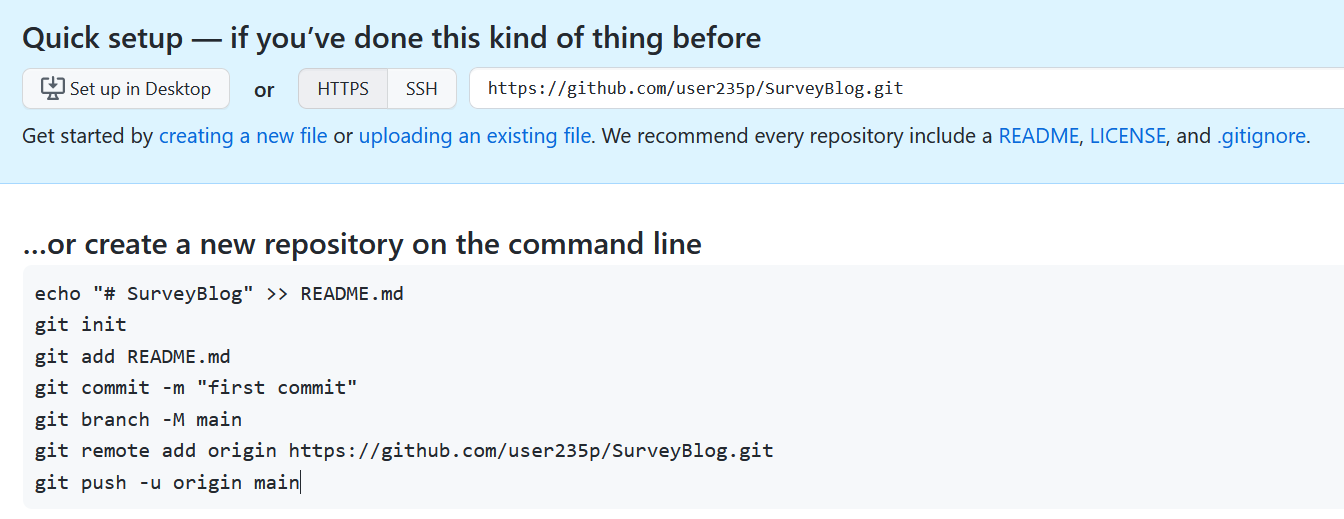 Quick setup — if you’ve done this kind of thing before
Set up in Desktop or HTTPS SSH https://github.com/user235p/SurveyBlog.git
Get started by creating a new file or uploading an existing file. We recommend every repository include a README, LICENSE, and .gitignore.
…or create a new repository on the command line
echo "# SurveyBlog" >> README.md
git init
git add README.md
git commit -m "first commit"
git branch -M main
git remote add origin https://github.com/user235p/SurveyBlog.git
git push -u origin main